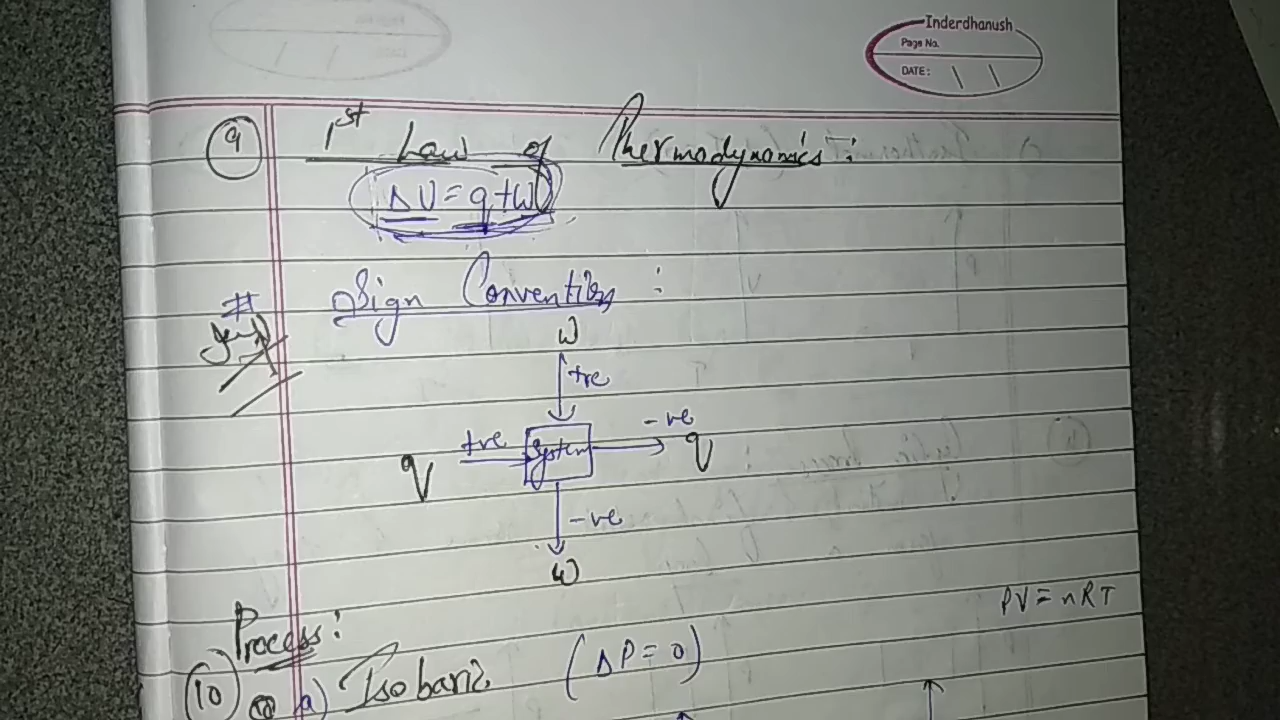 Inderdhanush
Page No.
DATE:
9 1st Law of Thermodynamics:
ΔU = q + W
# Sign Convention:
W
+ve
q +ve System -ve q
-ve
W
PV = nRT
Process:
10 a) Isobaric (ΔP = 0)